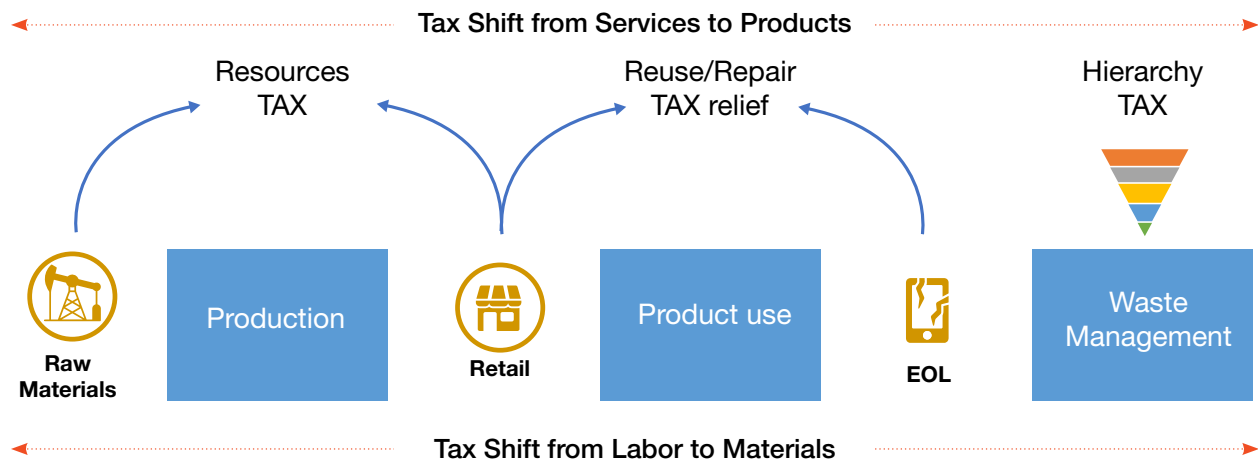 Tax Shift from Services to Products
Resources
TAX
Reuse/Repair
TAX relief
Hierarchy
TAX
Production
Product use
Waste
Management
Raw
Materials
Retail
EOL
Tax Shift from Labor to Materials